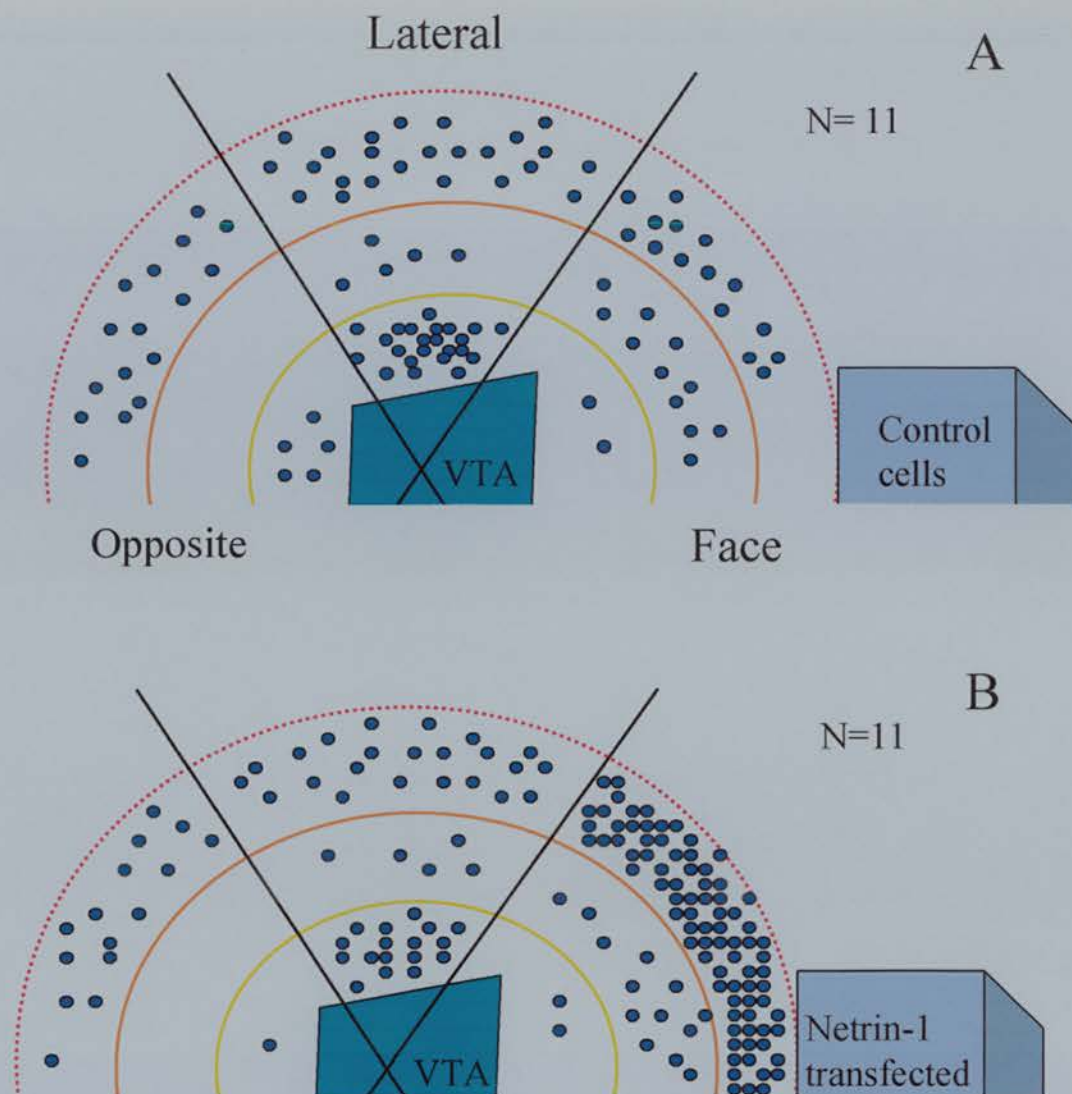 Lateral
A
N= 11
Control
cells
VTA
Opposite
Face
B
N=11
Netrin-1
transfected
VTA